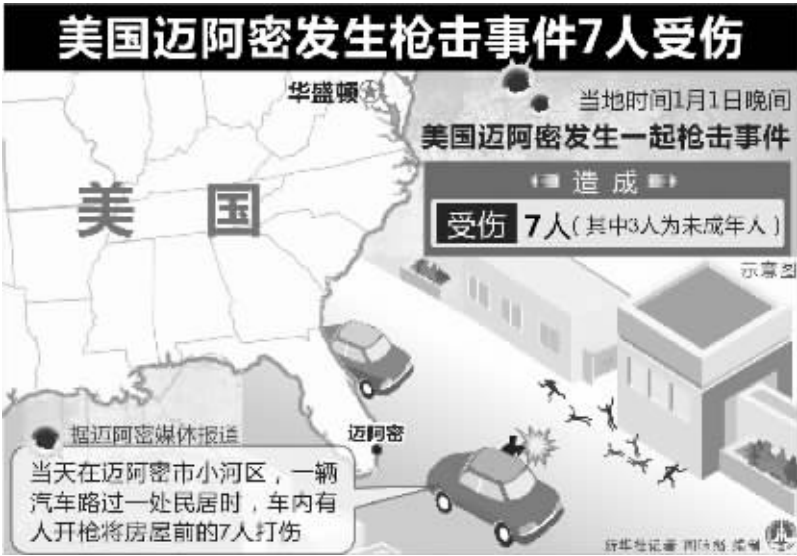 美国迈阿密发生枪击事件7人受伤
华盛顿
当地时间1月1日晚间
美国迈阿密发生一起枪击事件
造成
受伤 7人(其中3人为未成年人)
美国
示意图
据迈阿密媒体报道
迈阿密
当天在迈阿密市小河区，一辆
汽车路过一处民居时，车内有
人开枪将房屋前的7人打伤
新华社记者 编制